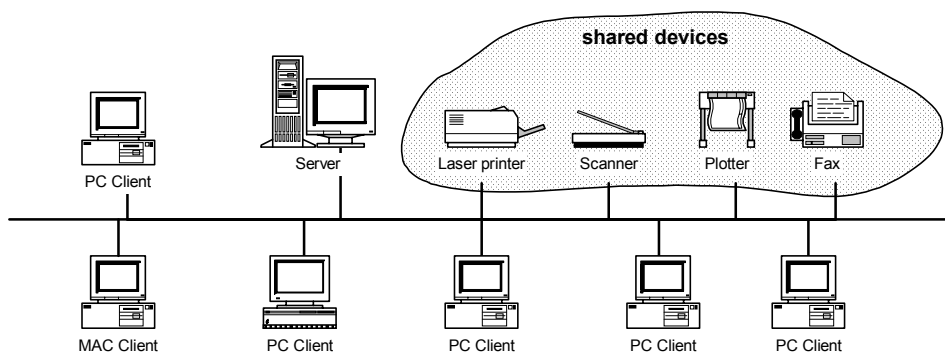 shared devices
PC Client
Server
Laser printer
Scanner
Plotter
Fax
MAC Client
PC Client
PC Client
PC Client
PC Client